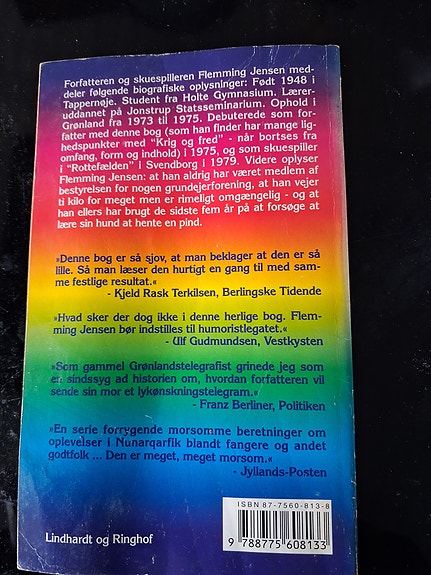 Forfatteren og skuespilleren Flemming Jensen med-
deler følgende biografiske oplysninger: Født 1948 i
Tappernøje. Student fra Holte Gymnasium. Lærer-
uddannet på Jonstrup Statsseminarium. Ophold i
Grønland fra 1973 til 1975. Debuterede som for-
fatter med denne bog (som han finder har mange lig-
hedspunkter med "Krig og fred" - når bortses fra
omfang, form og indhold) i 1975, og som skuespiller
i "Rottefælden" i Svendborg i 1979. Videre oplyser
Flemming Jensen: at han aldrig har været medlem af
bestyrelsen for nogen grundejerforening, at han vejer
ti kilo for meget men er rimelig omgængelig - og at
han ellers har brugt de sidste fem år på at forsøge at
lære sin hund at hente en pind.
»Denne bog er så sjov, at man beklager at den er så
lille. Så man læser den hurtigt en gang til med sam-
me festlige resultat.«
- Kjeld Rask Terkilsen, Berlingske Tidende
»Hvad sker der dog ikke i denne herlige bog. Flem-
ming Jensen bør indstilles til humoristlegatet.«
- Ulf Gudmundsen, Vestkysten
»Som gammel Grønlandstelegrafist grinede jeg som
en sindssyg ad historien om, hvordan forfatteren vil
sende sin mor et lykønskningstelegram.«
- Franz Berliner, Politiken
»En serie forrygende morsomme beretninger om
oplevelser i Nunarqarfik blandt fangere og andet
godtfolk ... Den er meget, meget morsom.«
- Jyllands-Posten
ISBN 87-7560-813-8
9 788775 608133
Lindhardt og Ringhof